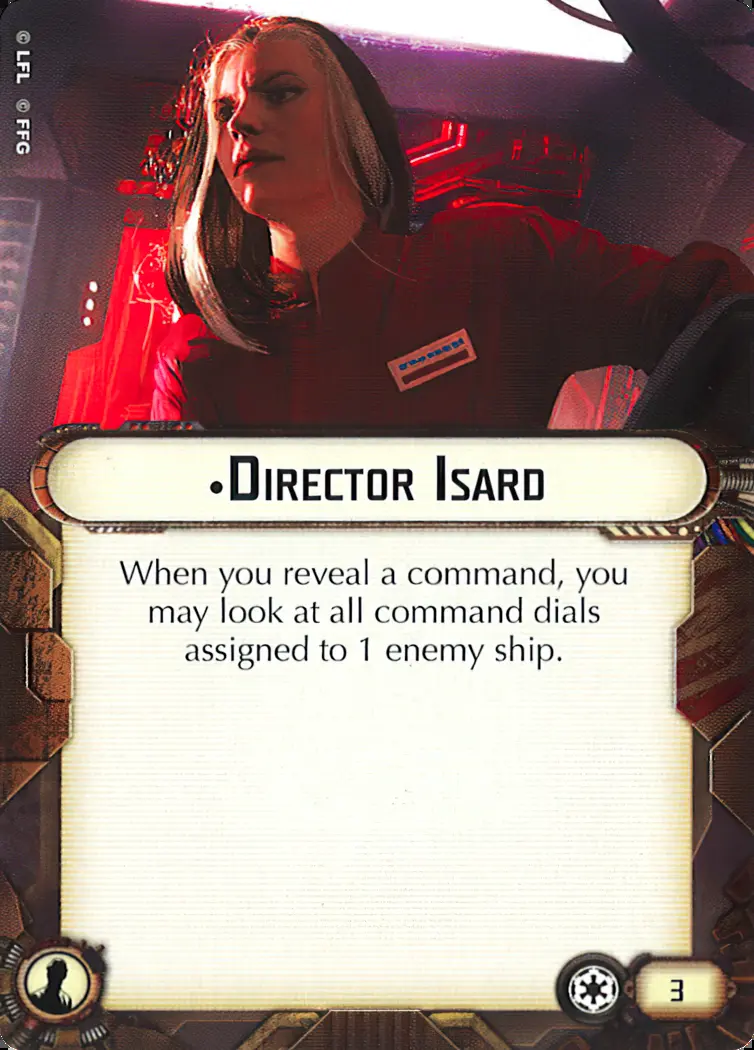 © LFL © FFG
•Director Isard
When you reveal a command, you
may look at all command dials
assigned to 1 enemy ship.
3